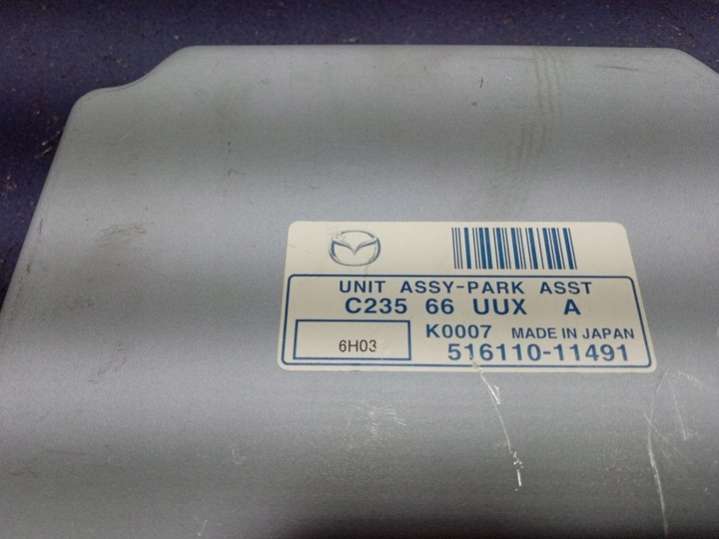 UNIT ASSY-PARK ASST
C235 66 UUX A
6H03
K0007 MADE IN JAPAN
516110-11491